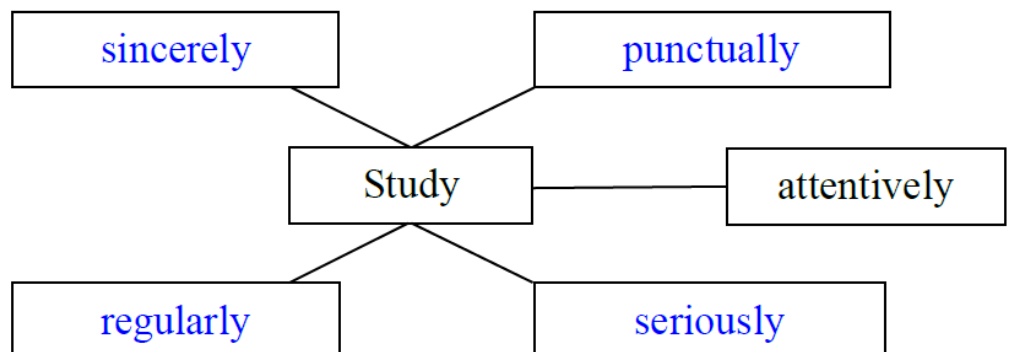 sincerely
punctually
Study
attentively
regularly
seriously